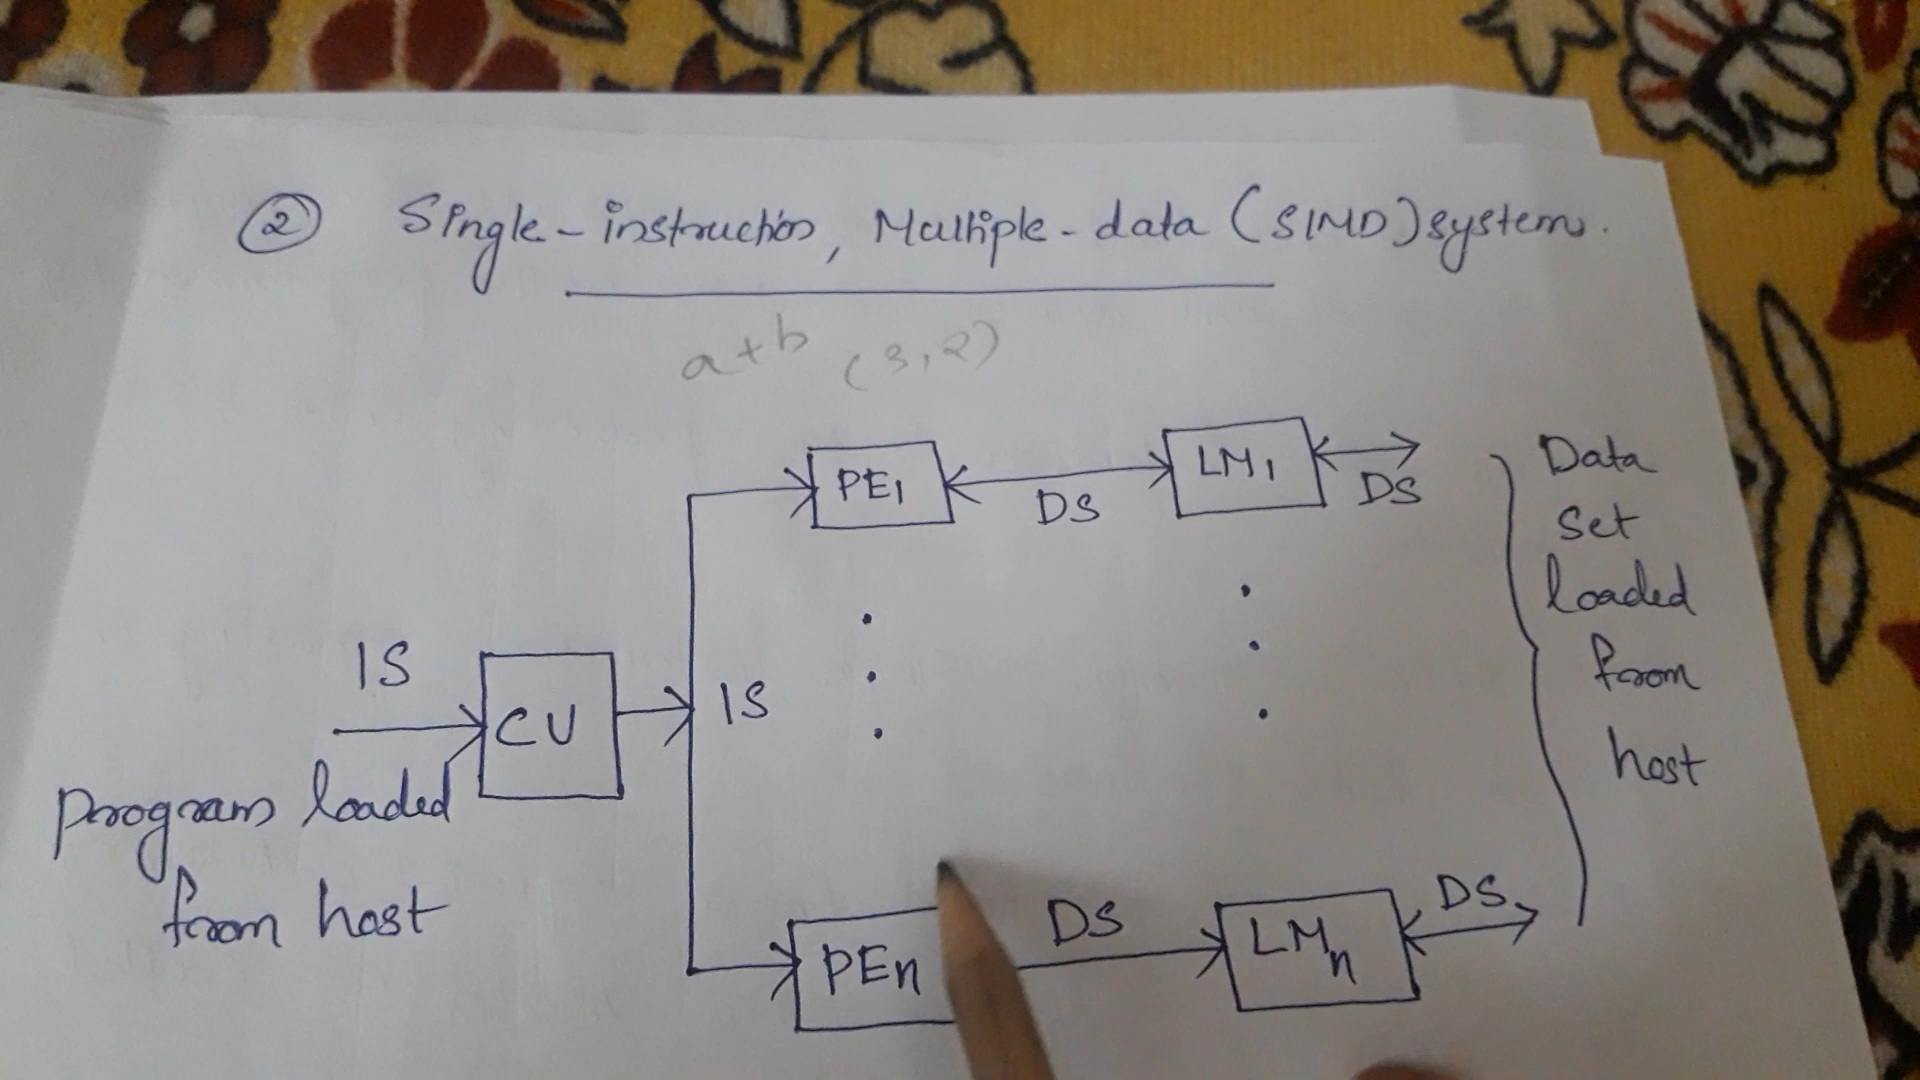 2 Single-instruction, Multiple-data (SIMD) systems.
a+b (3,2)
PE1
DS
LM1
DS
Data
set
loaded
from
host
IS
CU
IS
Program loaded
from host
PEn
DS
LMn
DS